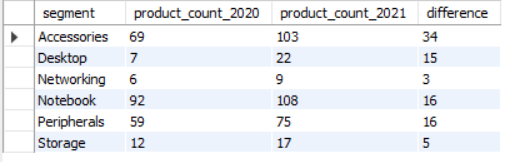 segment product_count_2020 product_count_2021 difference
Accessories 69 103 34
Desktop 7 22 15
Networking 6 9 3
Notebook 92 108 16
Peripherals 59 75 16
Storage 12 17 5